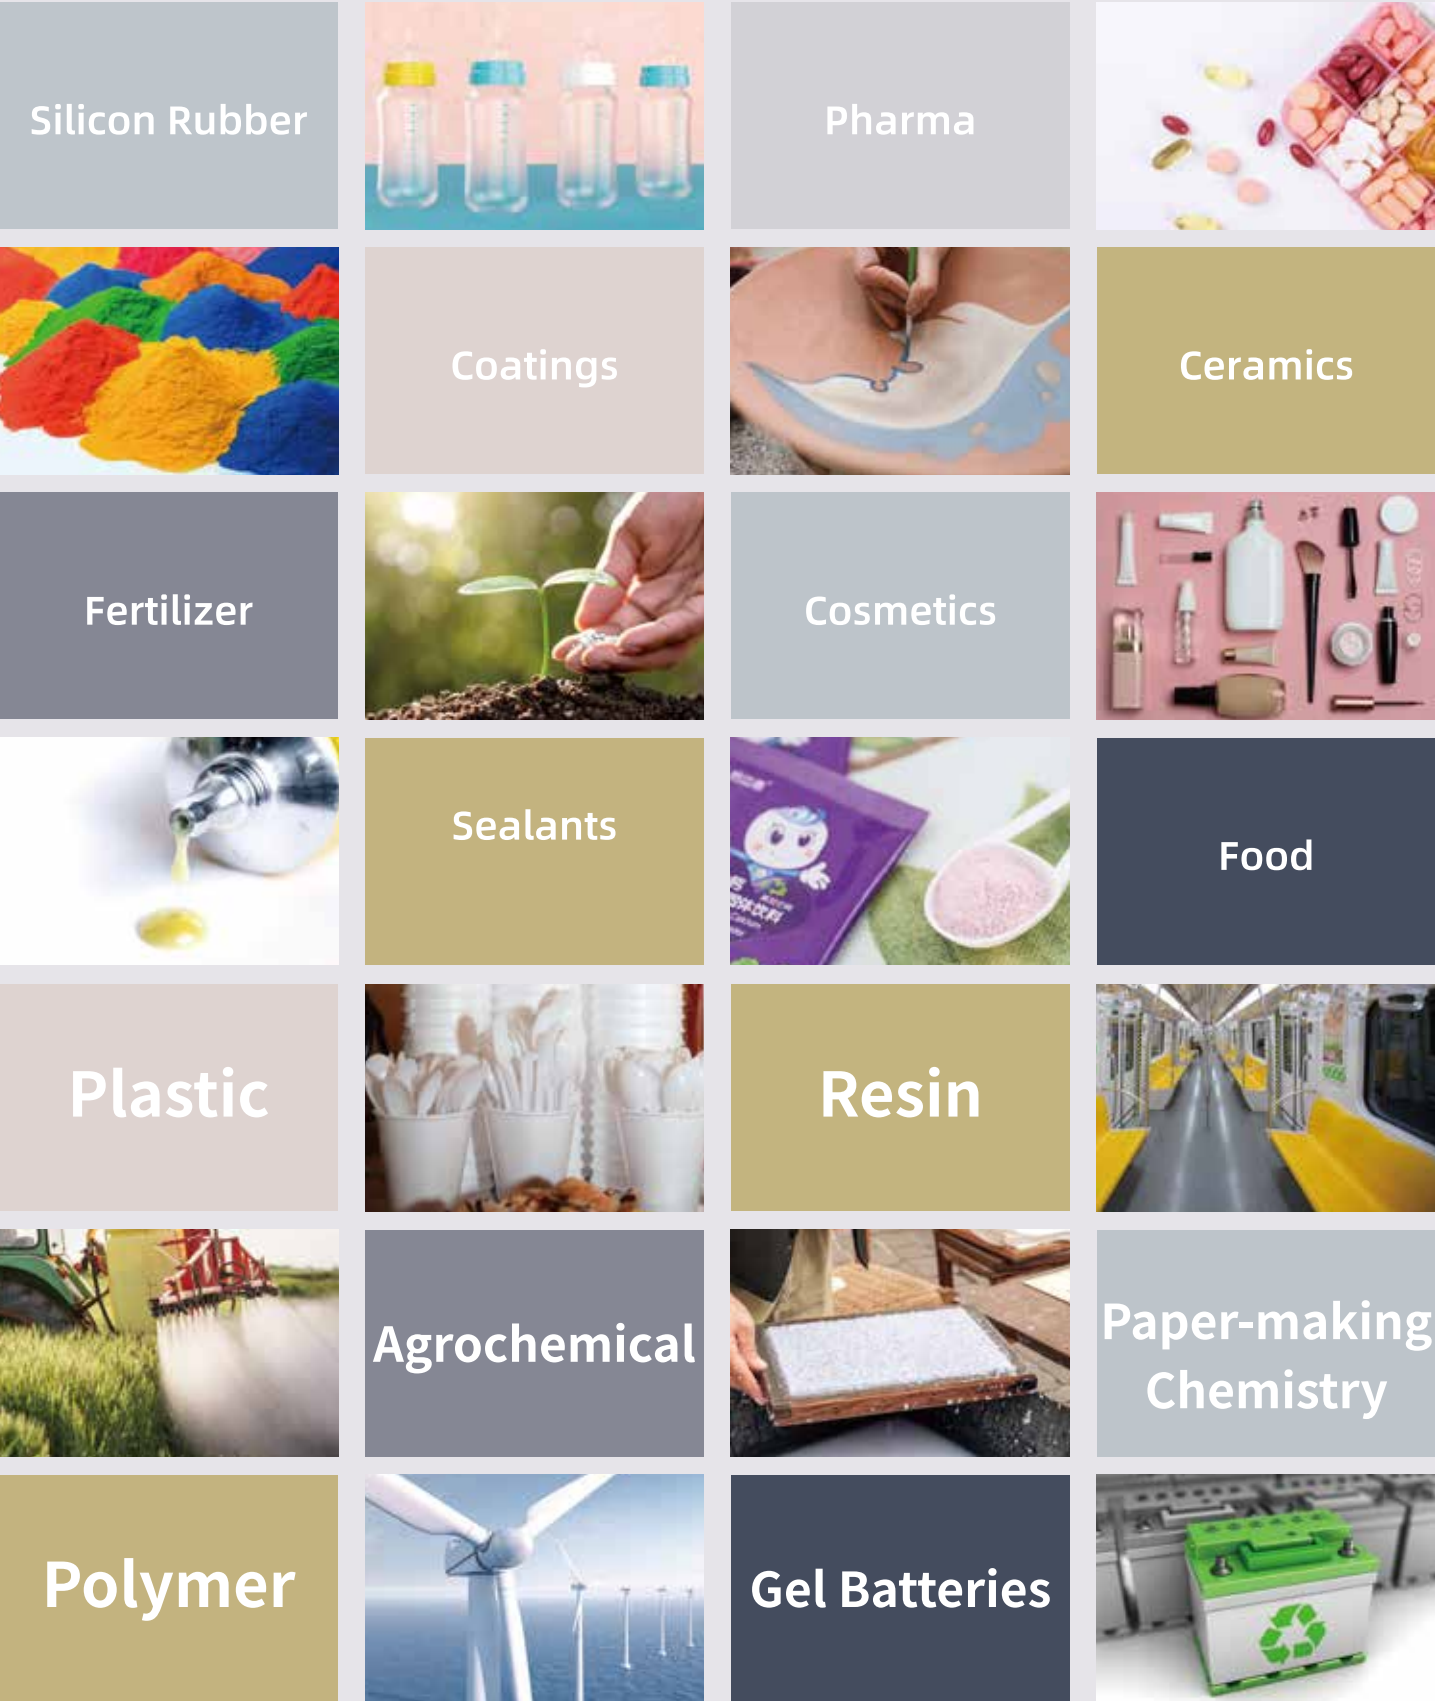 Silicon Rubber
Pharma
Coatings
Ceramics
Fertilizer
Cosmetics
Sealants
Food
Plastic
Resin
Agrochemical
Paper-making
Chemistry
Polymer
Gel Batteries